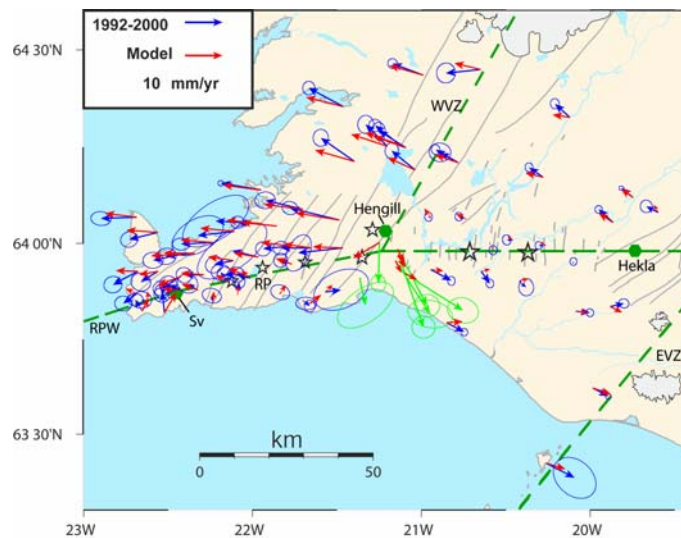 1992-2000
Model
10 mm/yr
64'30'N
WVZ
Hengill
64'00'N
Hekla
RP
RPW
Sv
EVZ
63'30'N
km
0
50
23W
22W
21W
20W